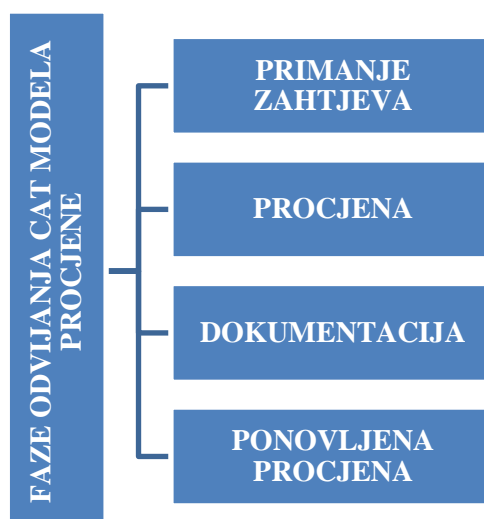 FAZE ODVIJANJA CAT MODELA
PROCJENE
PRIMANJE
ZAHTJEVA
PROCJENA
DOKUMENTACIJA
PONOVLJENA
PROCJENA